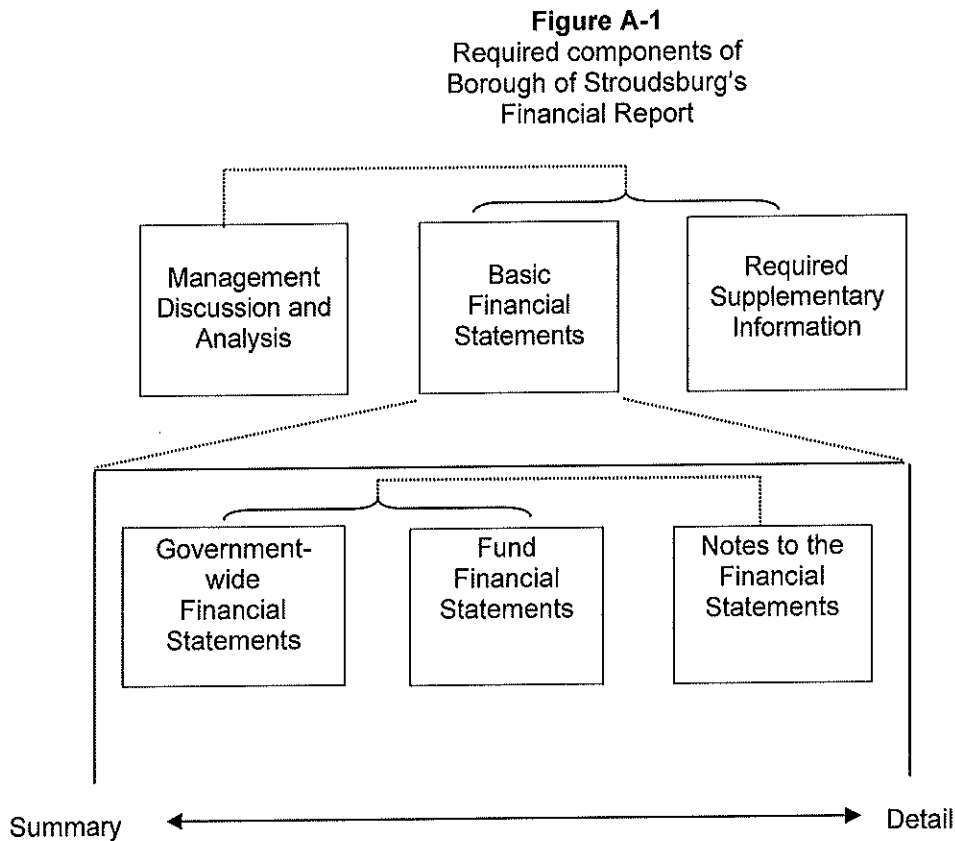 Figure A-1
Required components of
Borough of Stroudsburg's
Financial Report
Management
Discussion and
Analysis
Basic
Financial
Statements
Required
Supplementary
Information
Government-
wide
Financial
Statements
Fund
Financial
Statements
Notes to the
Financial
Statements
Summary
Detail